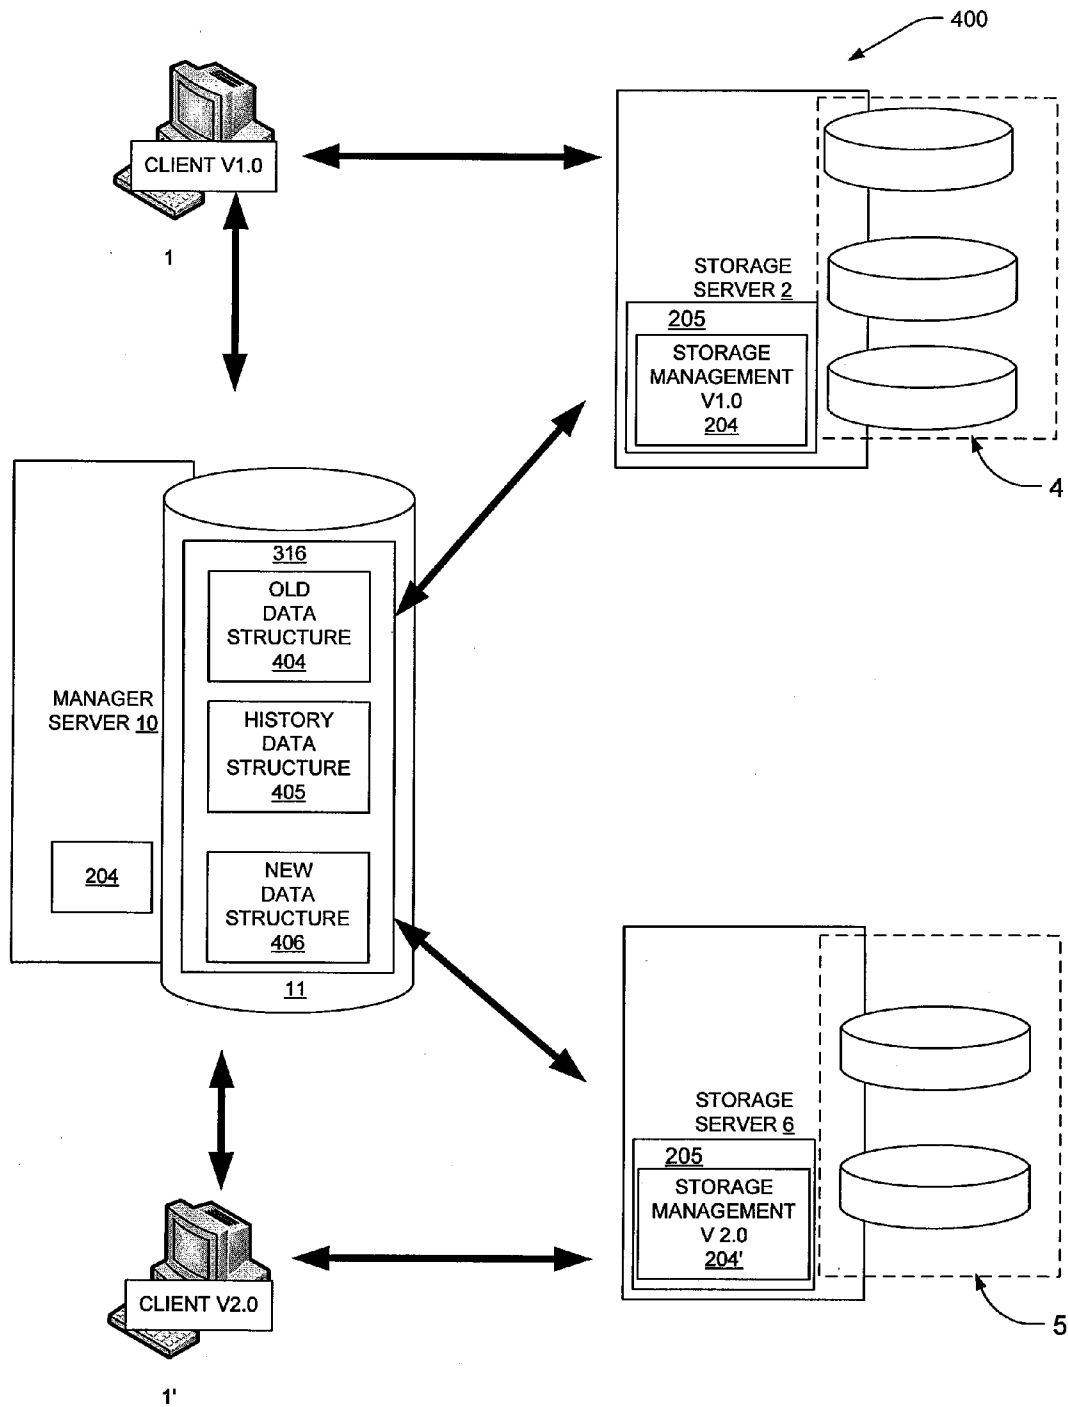 400
CLIENT V1.0
1
STORAGE
SERVER 2
205
STORAGE
MANAGEMENT
V1.0
204
4
316
OLD
DATA
STRUCTURE
404
MANAGER
SERVER 10
HISTORY
DATA
STRUCTURE
405
204
NEW
DATA
STRUCTURE
406
11
STORAGE
SERVER 6
205
STORAGE
MANAGEMENT
V 2.0
204'
5
CLIENT V2.0
1'